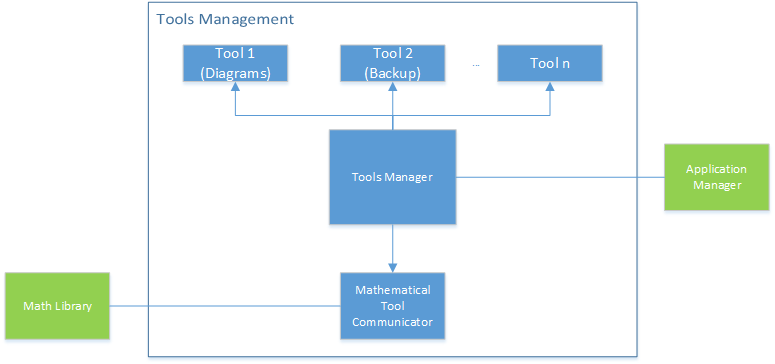 Tools Management
Tool 1
(Diagrams)
Tool 2
(Backup)
...
Tool n
Tools Manager
Application
Manager
Mathematical
Tool
Communicator
Math Library